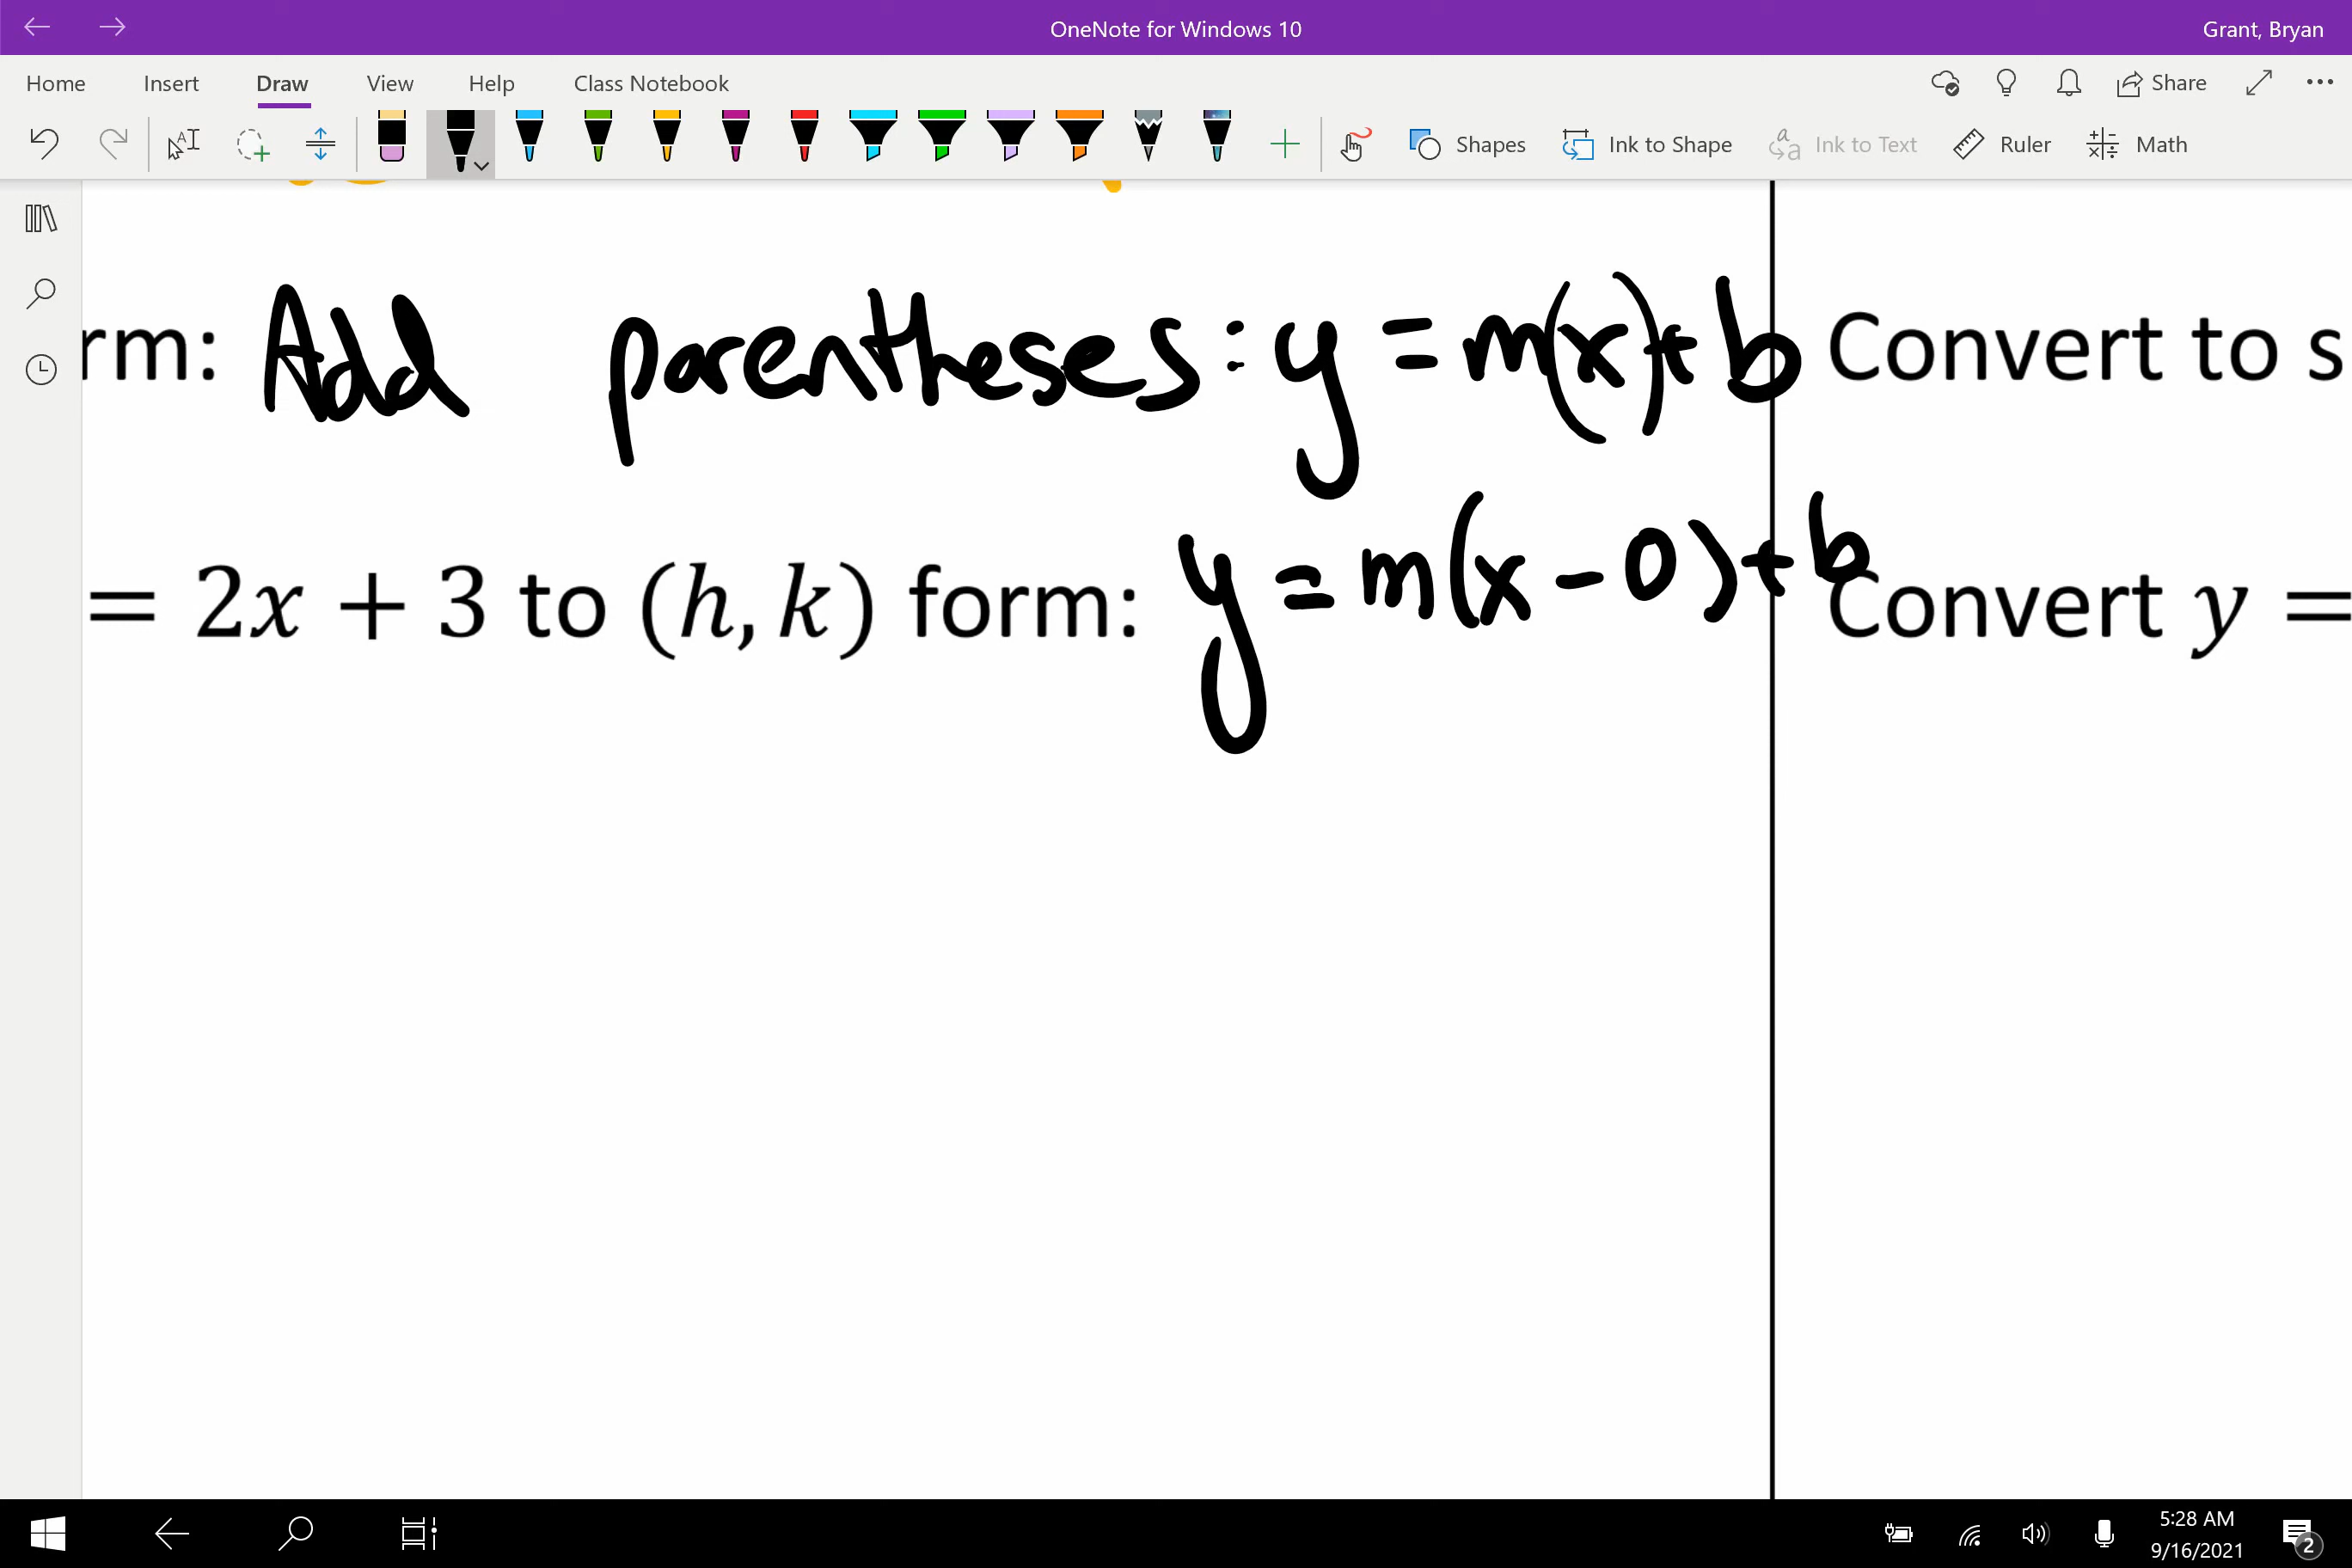 OneNote for Windows 10
Grant, Bryan
Home Insert Draw View Help Class Notebook
Share
Shapes Ink to Shape Ink to Text Ruler Math
rm: Add parentheses: y = m(x) + b Convert to s
y = m(x - 0) + b
= 2x + 3 to (h, k) form: Convert y =
5:28 AM
9/16/2021
2